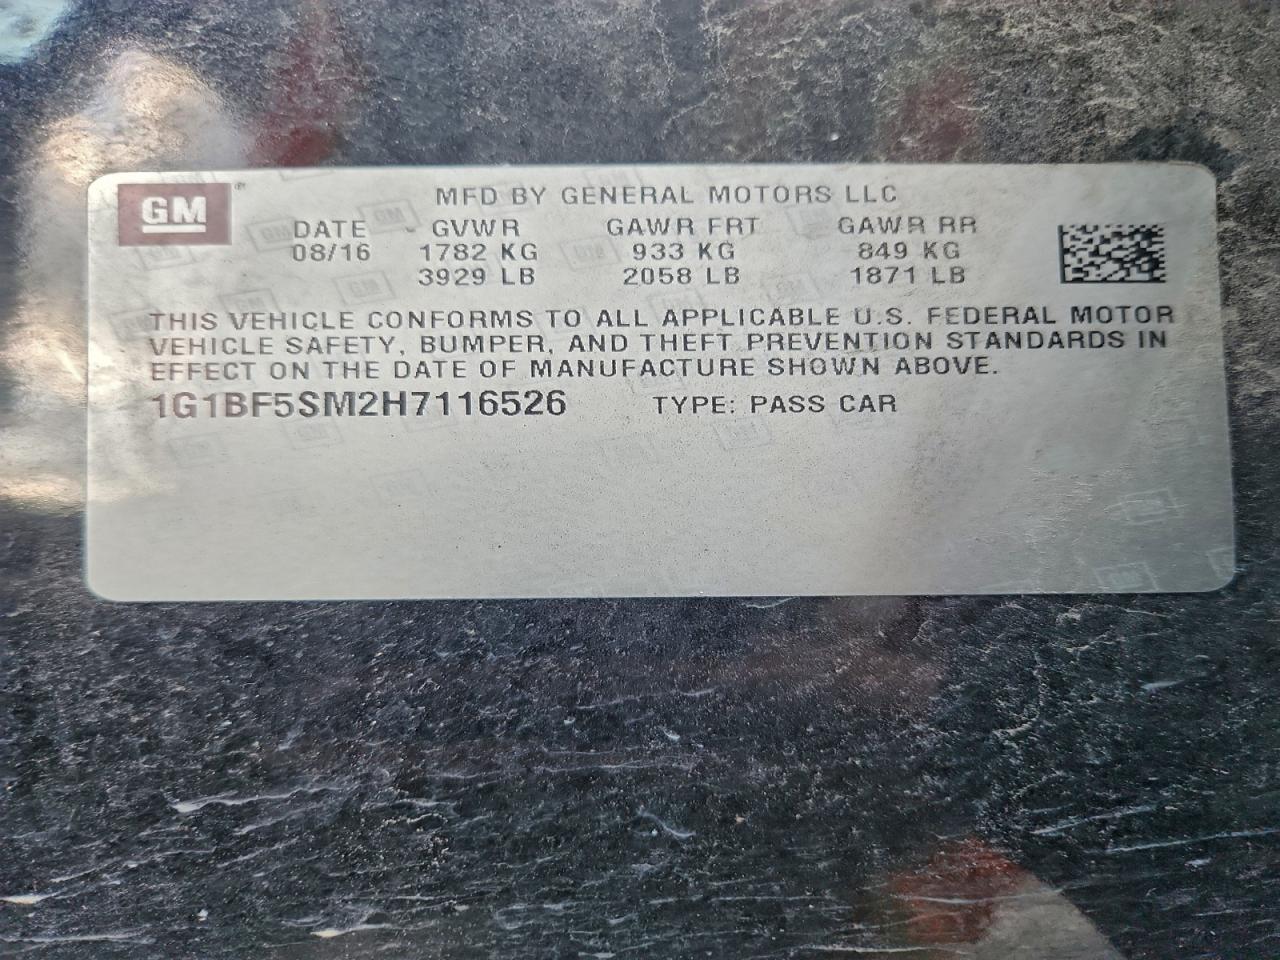 GM ®
MFD BY GENERAL MOTORS LLC
DATE GVWR GAWR FRT GAWR RR
08/16 1782 KG 933 KG 849 KG
3929 LB 2058 LB 1871 LB
THIS VEHICLE CONFORMS TO ALL APPLICABLE U.S. FEDERAL MOTOR
VEHICLE SAFETY, BUMPER, AND THEFT PREVENTION STANDARDS IN
EFFECT ON THE DATE OF MANUFACTURE SHOWN ABOVE.
1G1BF5SM2H7116526 TYPE: PASS CAR